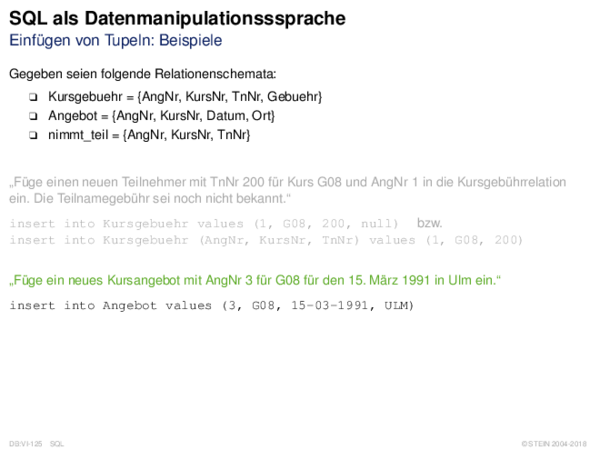 SQL als Datenmanipulationsssprache
Einfügen von Tupeln: Beispiele
Gegeben seien folgende Relationenschemata:
❑ Kursgebuehr = {AngNr, KursNr, TnNr, Gebuehr}
❑ Angebot = {AngNr, KursNr, Datum, Ort}
❑ nimmt_teil = {AngNr, KursNr, TnNr}
„Füge einen neuen Teilnehmer mit TnNr 200 für Kurs G08 und AngNr 1 in die Kursgebührrelation
ein. Die Teilnamegebühr sei noch nicht bekannt.“
insert into Kursgebuehr values (1, G08, 200, null) bzw.
insert into Kursgebuehr (AngNr, KursNr, TnNr) values (1, G08, 200)
„Füge ein neues Kursangebot mit AngNr 3 für G08 für den 15. März 1991 in Ulm ein.“
insert into Angebot values (3, G08, 15-03-1991, ULM)
DB:VI-125 SQL ©STEIN 2004-2018